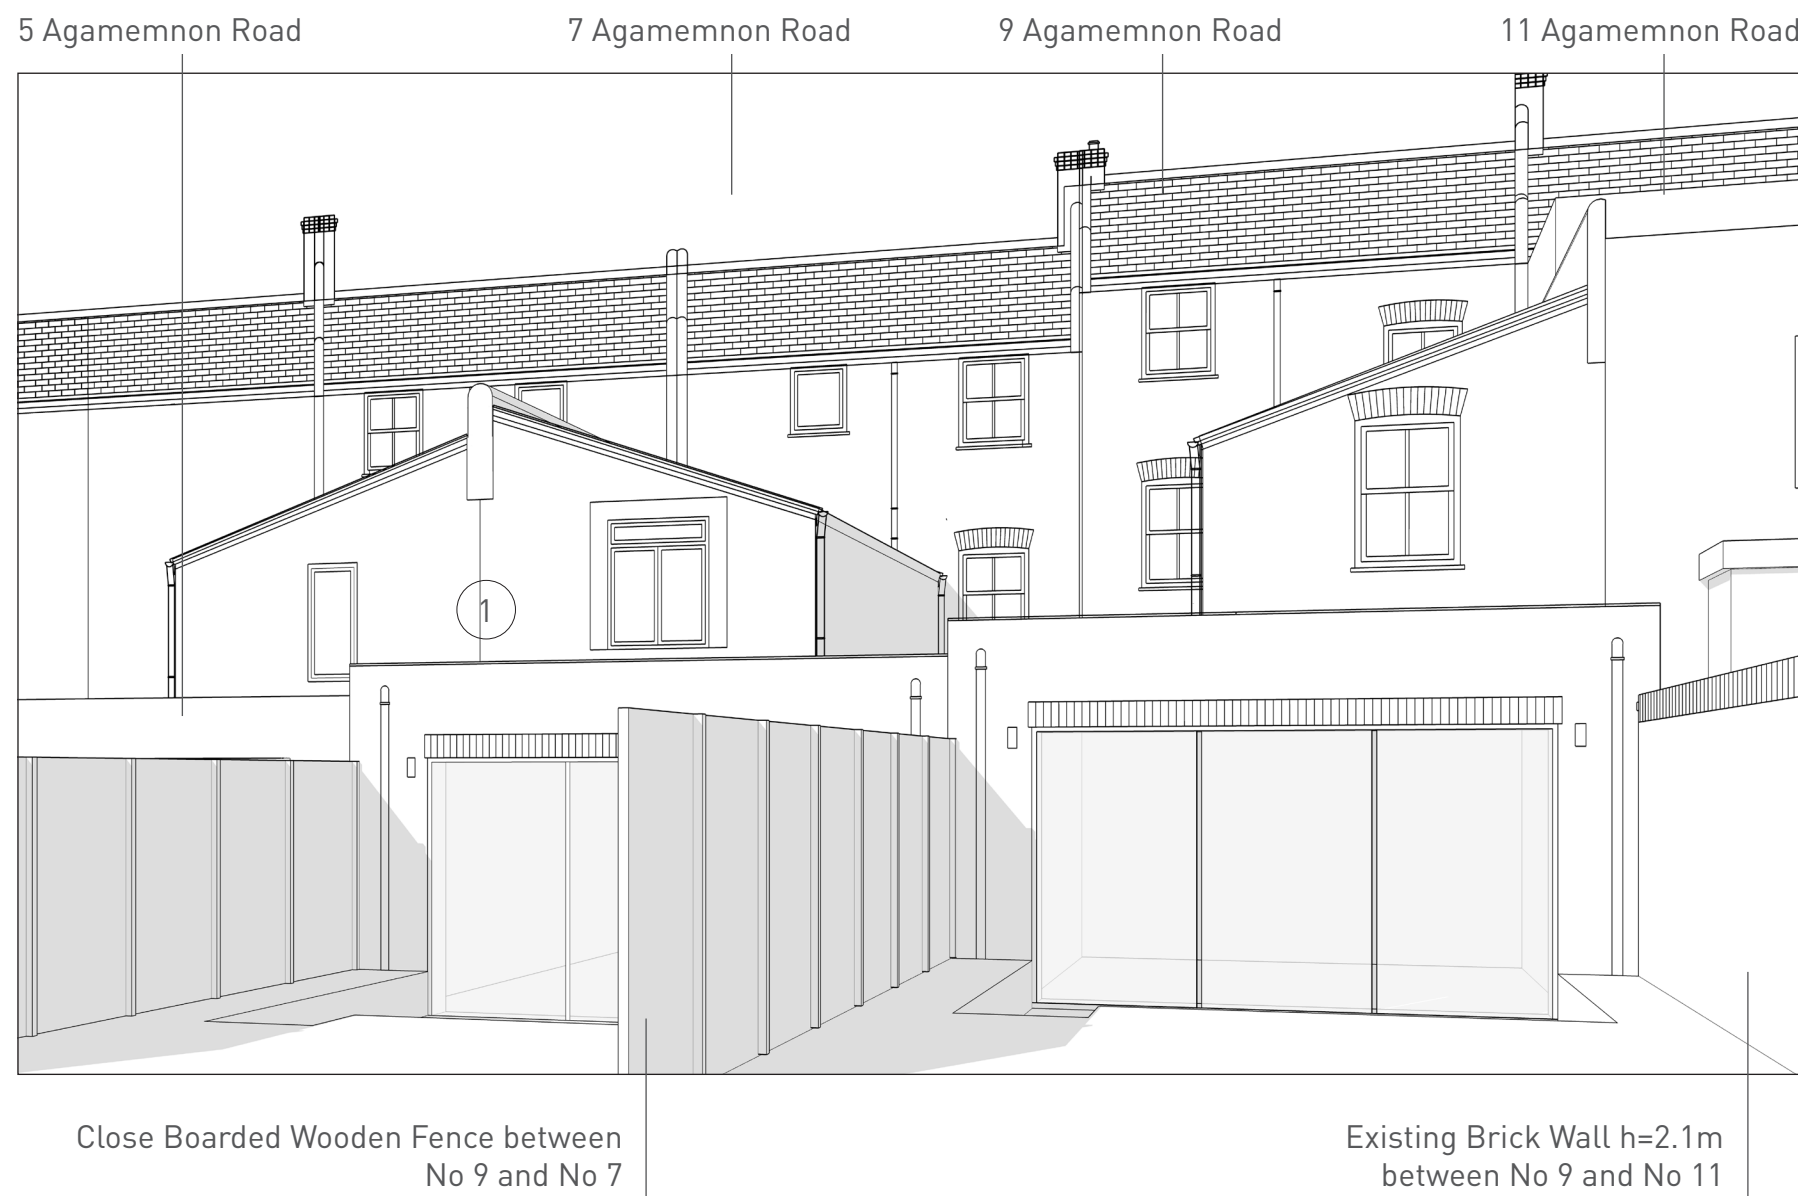 5 Agamemnon Road
7 Agamemnon Road
9 Agamemnon Road
11 Agamemnon Road
1
Close Boarded Wooden Fence between
No 9 and No 7
Existing Brick Wall h=2.1m
between No 9 and No 11